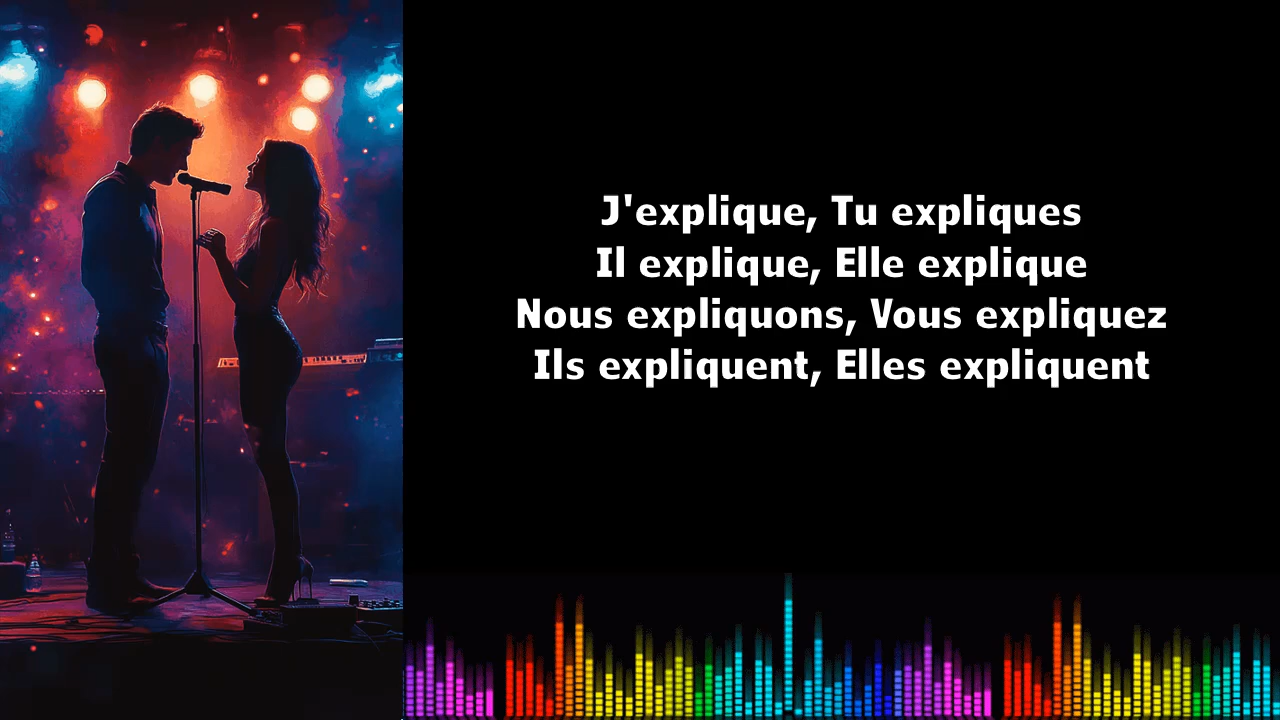 J'explique, Tu expliques
Il explique, Elle explique
Nous expliquons, Vous expliquez
Ils expliquent, Elles expliquent